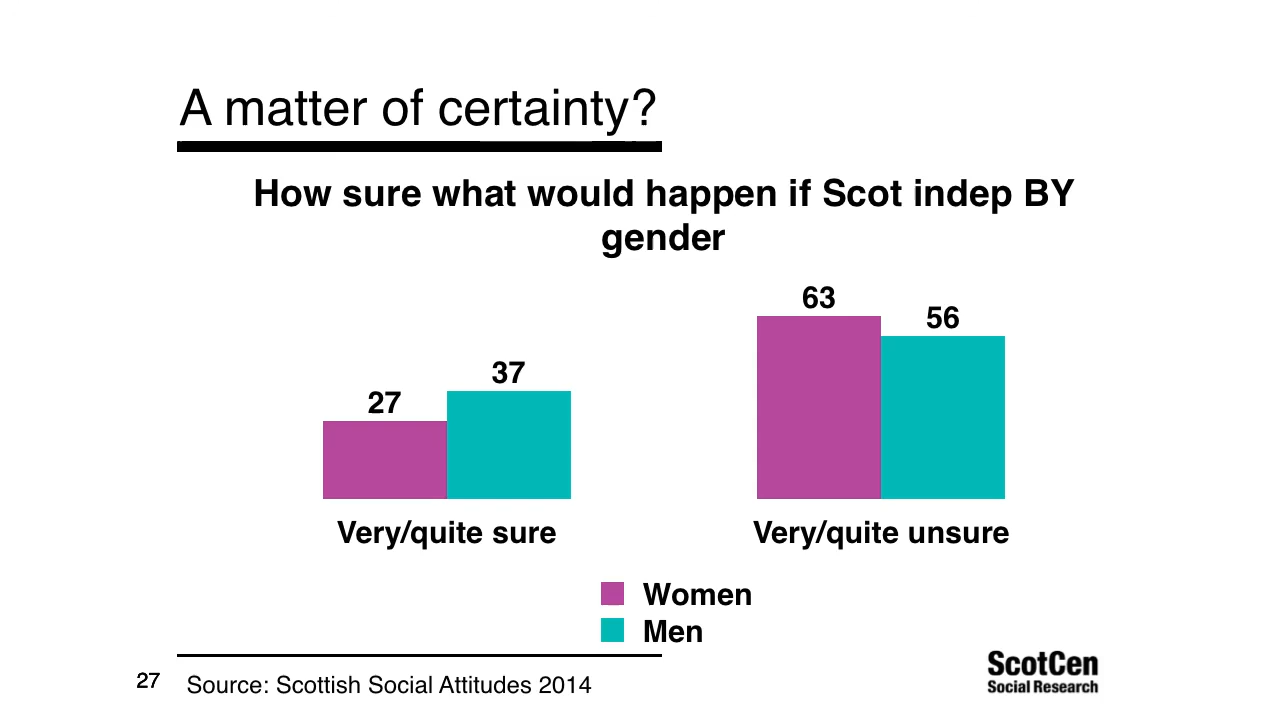 A matter of certainty?
How sure what would happen if Scot indep BY
gender
63
56
37
27
Very/quite sure
Very/quite unsure
Women
Men
27
Source: Scottish Social Attitudes 2014
ScotCen
Social Research